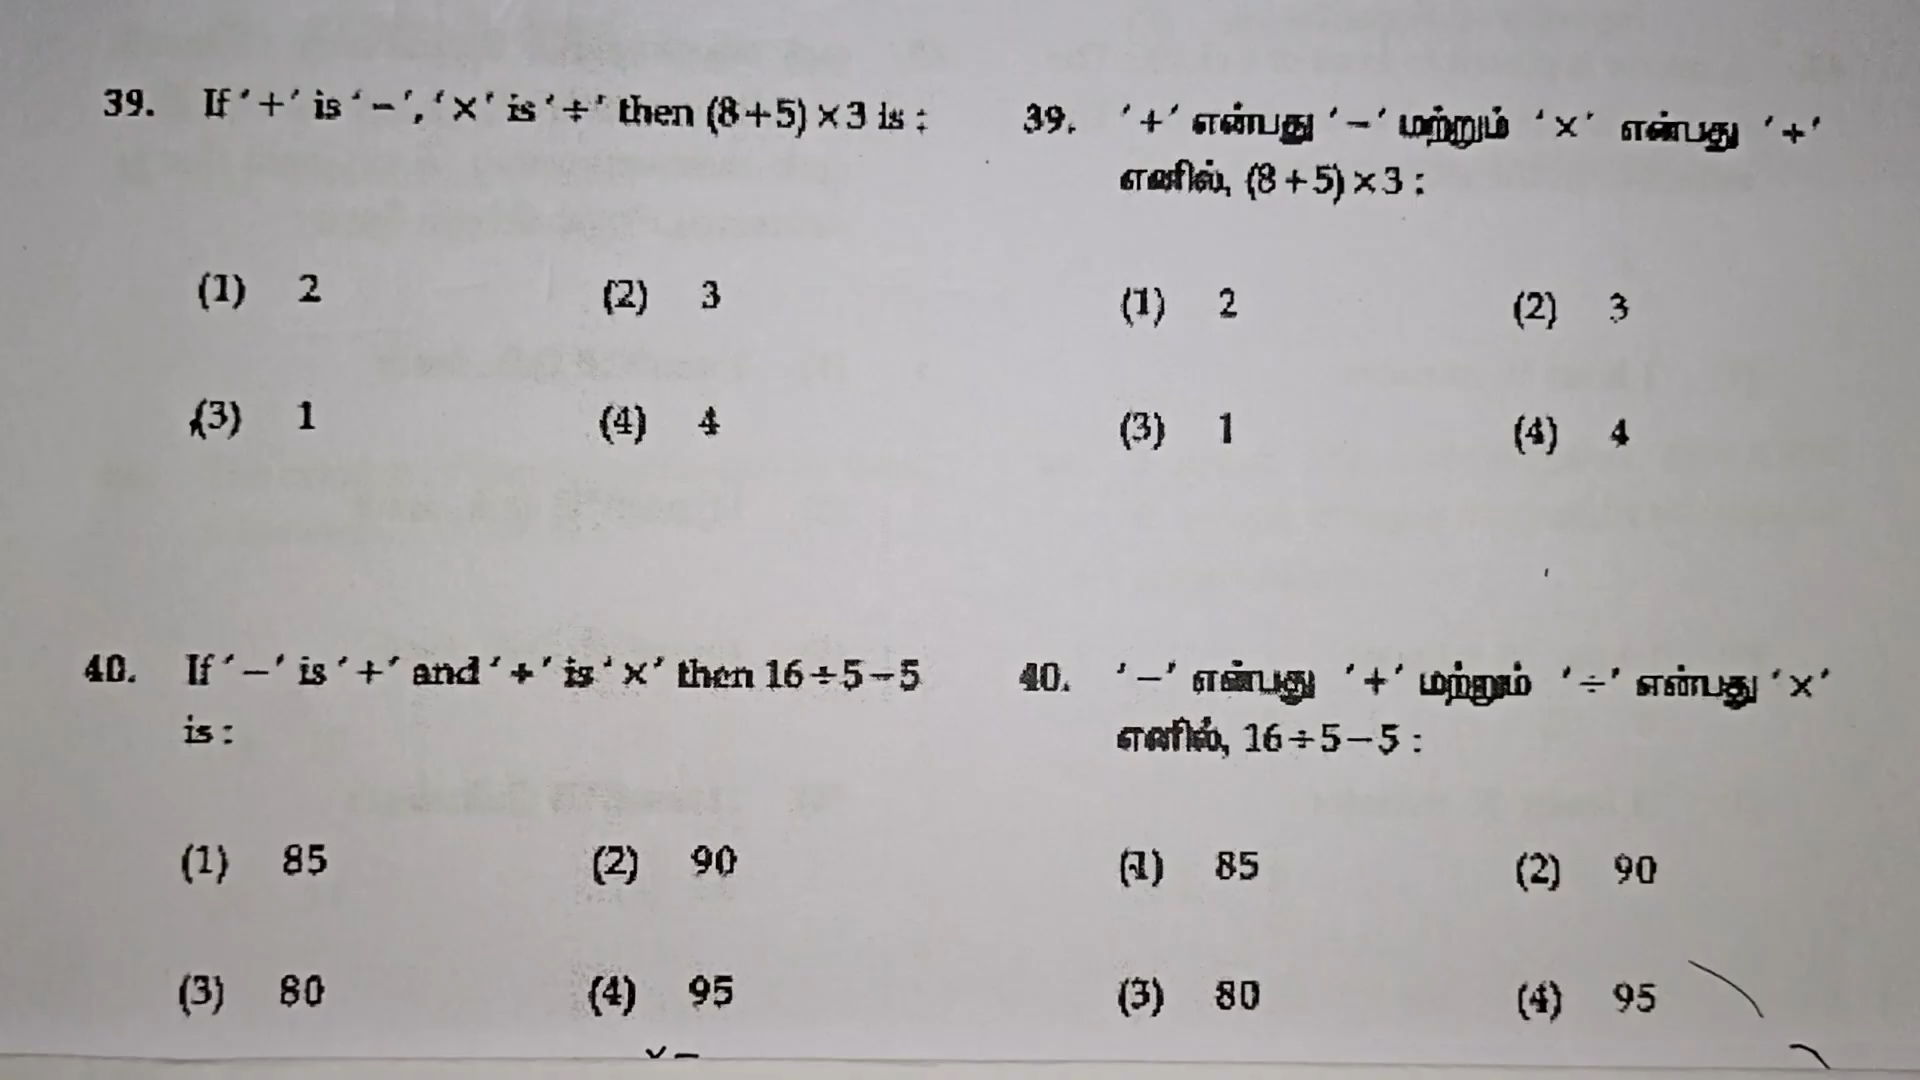 39. If '+' is '−', '×' is '÷' then (8+5)×3 is :
(1) 2 (2) 3
(3) 1 (4) 4
40. If '−' is '+' and '÷' is '×' then 16÷5−5
is :
(1) 85 (2) 90
(3) 80 (4) 95
39. '+' என்பது '−' மற்றும் '×' என்பது '÷'
எனில், (8+5)×3 :
(1) 2 (2) 3
(3) 1 (4) 4
40. '−' என்பது '+' மற்றும் '÷' என்பது '×'
எனில், 16÷5−5 :
(1) 85 (2) 90
(3) 80 (4) 95